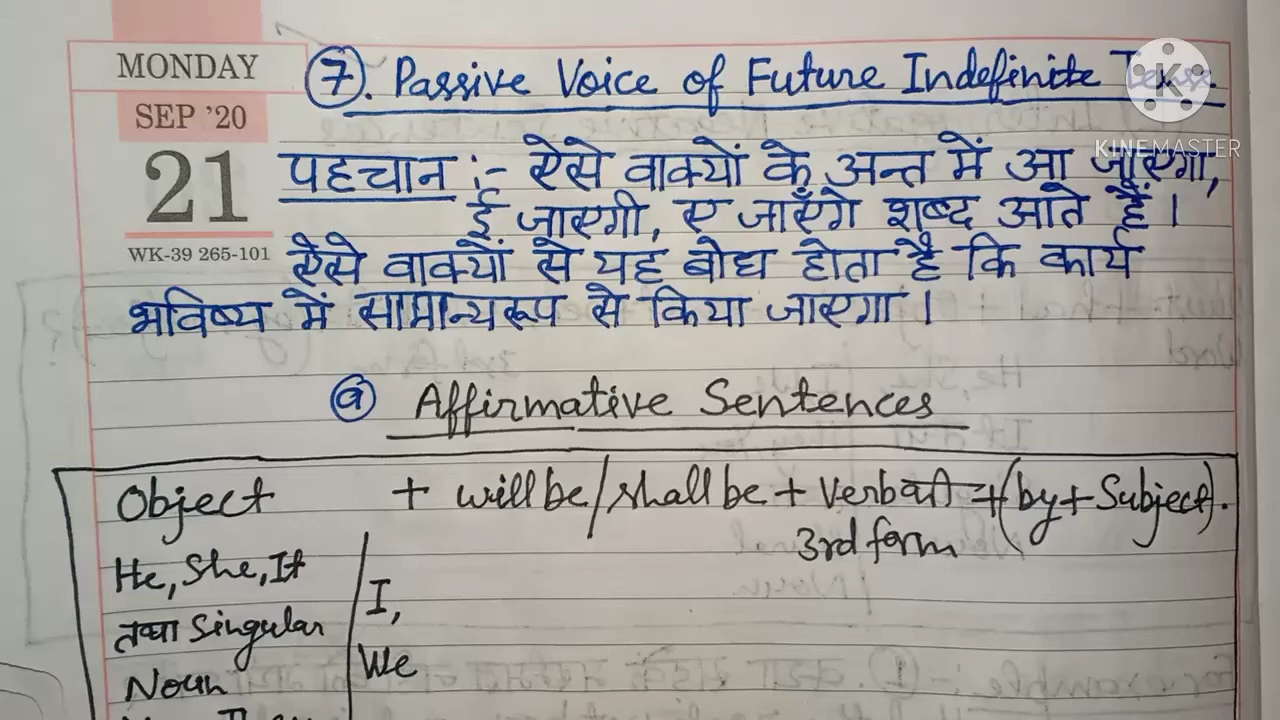 MONDAY
SEP '20
21
WK-39 265-101
7. Passive Voice of Future Indefinite Tense
पहचान :- ऐसे वाक्यों के अन्त में आ जाएगा,
ई जाएगी, ए जाएँगे शब्द आते हैं।
ऐसे वाक्यों से यह बोध होता है कि कार्य
भविष्य में सामान्यरूप से किया जाएगा।
KINEMASTER
a Affirmative Sentences
Object + will be/shall be + Verb की + (by + Subject).
3rd form
He, She, It
तथा Singular
Noun
I,
We